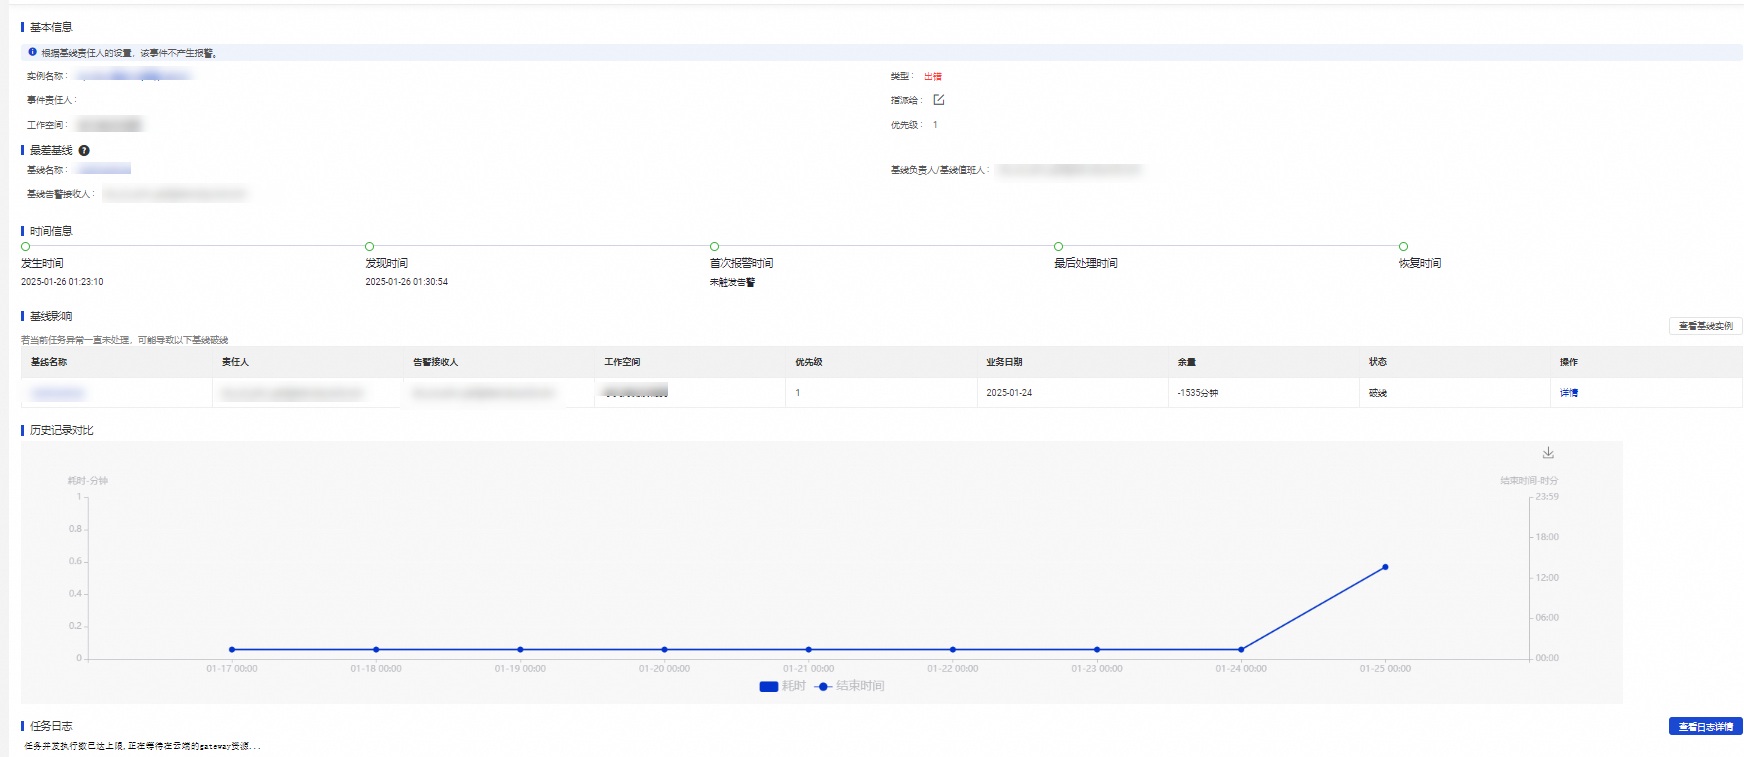 基本信息
根据基线责任人的设置，该事件不产生报警。
实例名称：
类型： 出错
事件责任人：
指派给：
工作空间：
优先级： 1
最差基线 ?
基线名称：
基线负责人/基线值班人：
基线告警接收人：
时间信息
发生时间 发现时间 首次报警时间 最后处理时间 恢复时间
2025-01-26 01:23:10 2025-01-26 01:30:54 未触发告警
基线影响
查看基线实例
若当前任务异常一直未处理，可能导致以下基线破线
基线名称 责任人 告警接收人 工作空间 优先级 业务日期 余量 状态 操作
1 2025-01-24 -1535分钟 破线 详情
历史记录对比
耗时-分钟 结束时间-时分
1 23:59
0.8
18:00
0.6
12:00
0.4
06:00
0.2
0 00:00
01-17 00:00 01-18 00:00 01-19 00:00 01-20 00:00 01-21 00:00 01-22 00:00 01-23 00:00 01-24 00:00 01-25 00:00
耗时 结束时间
任务日志
查看日志详情
任务并发执行数已达上限,正在等待在云端的gateway资源...